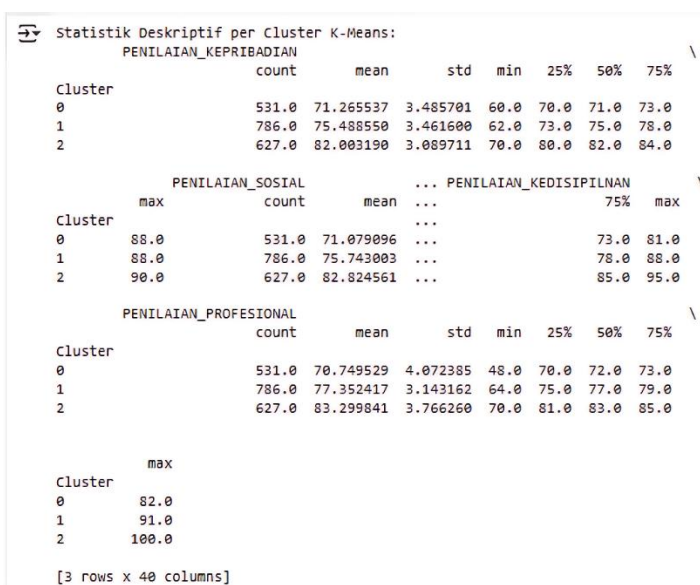 Statistik Deskriptif per Cluster K-Means:
PENILAIAN_KEPRIBADIAN \
count mean std min 25% 50% 75%
Cluster
0 531.0 71.265537 3.485701 60.0 70.0 71.0 73.0
1 786.0 75.488550 3.461600 62.0 73.0 75.0 78.0
2 627.0 82.003190 3.089711 70.0 80.0 82.0 84.0
PENILAIAN_SOSIAL ... PENILAIAN_KEDISIPILNAN \
max count mean ... 75% max
Cluster ...
0 88.0 531.0 71.079096 ... 73.0 81.0
1 88.0 786.0 75.743003 ... 78.0 88.0
2 90.0 627.0 82.824561 ... 85.0 95.0
PENILAIAN_PROFESIONAL \
count mean std min 25% 50% 75%
Cluster
0 531.0 70.749529 4.072385 48.0 70.0 72.0 73.0
1 786.0 77.352417 3.143162 64.0 75.0 77.0 79.0
2 627.0 83.299841 3.766260 70.0 81.0 83.0 85.0
max
Cluster
0 82.0
1 91.0
2 100.0
[3 rows x 40 columns]